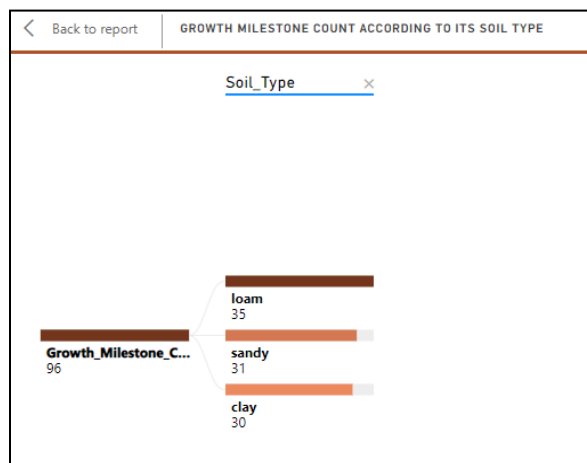 Back to report
GROWTH MILESTONE COUNT ACCORDING TO ITS SOIL TYPE
Soil_Type
loam
35
Growth_Milestone_C...
96
sandy
31
clay
30